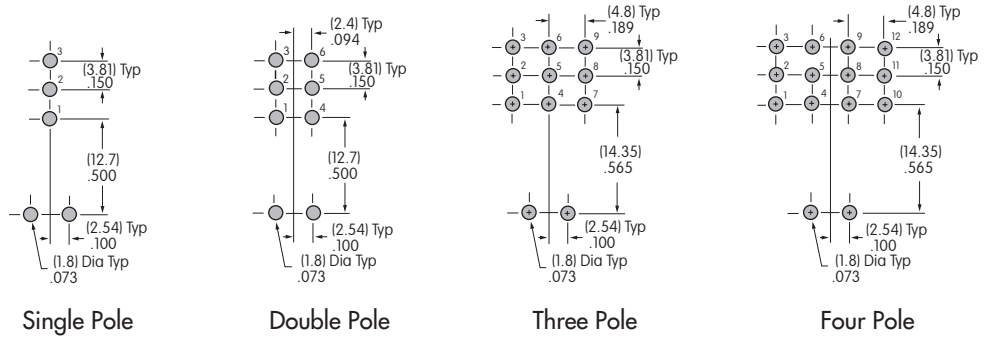 3
(3.81) Typ
.150
2
1
(12.7)
.500
(2.54) Typ
.100
(1.8) Dia Typ
.073
Single Pole
(2.4) Typ
.094
3 6
(3.81) Typ
.150
2 5
1 4
(12.7)
.500
(2.54) Typ
.100
(1.8) Dia Typ
.073
Double Pole
(4.8) Typ
.189
3 6 9
(3.81) Typ
.150
2 5 8
1 4 7
(14.35)
.565
(2.54) Typ
.100
(1.8) Dia Typ
.073
Three Pole
(4.8) Typ
.189
3 6 9 12
(3.81) Typ
.150
2 5 8 11
1 4 7 10
(14.35)
.565
(2.54) Typ
.100
(1.8) Dia Typ
.073
Four Pole